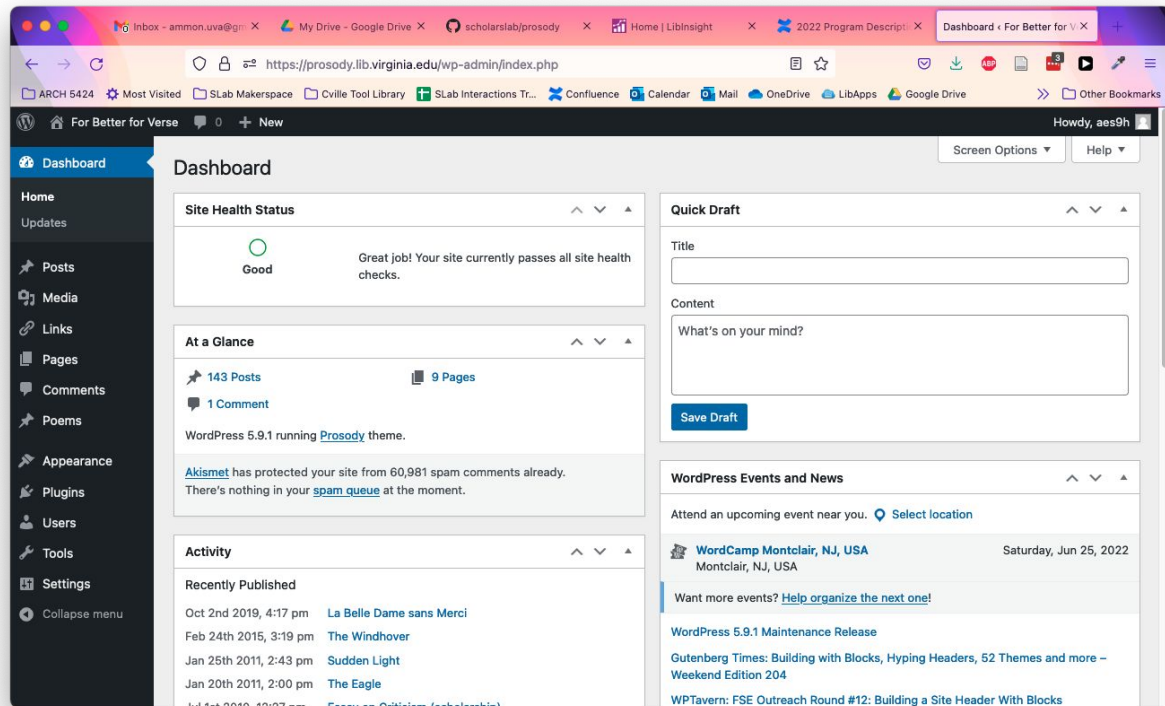 Inbox - ammon.uva@gm
My Drive - Google Drive
scholarslab/prosody
Home | LibInsight
2022 Program Descripti
Dashboard ‹ For Better for V
https://prosody.lib.virginia.edu/wp-admin/index.php
ABP
3
ARCH 5424
Most Visited
SLab Makerspace
Cville Tool Library
SLab Interactions Tr...
Confluence
Calendar
Mail
OneDrive
LibApps
Google Drive
Other Bookmarks
For Better for Verse
0
New
Howdy, aes9h
Screen Options
Help
Dashboard
Home
Updates
Posts
Media
Links
Pages
Comments
Poems
Appearance
Plugins
Users
Tools
Settings
Collapse menu
Dashboard
Site Health Status
Good
Great job! Your site currently passes all site health
checks.
At a Glance
143 Posts
9 Pages
1 Comment
WordPress 5.9.1 running Prosody theme.
Akismet has protected your site from 60,981 spam comments already.
There's nothing in your spam queue at the moment.
Activity
Recently Published
Oct 2nd 2019, 4:17 pm La Belle Dame sans Merci
Feb 24th 2015, 3:19 pm The Windhover
Jan 25th 2011, 2:43 pm Sudden Light
Jan 20th 2011, 2:00 pm The Eagle
Quick Draft
Title
Content
What's on your mind?
Save Draft
WordPress Events and News
Attend an upcoming event near you. Select location
WordCamp Montclair, NJ, USA
Saturday, Jun 25, 2022
Montclair, NJ, USA
Want more events? Help organize the next one!
WordPress 5.9.1 Maintenance Release
Gutenberg Times: Building with Blocks, Hyping Headers, 52 Themes and more –
Weekend Edition 204
WPTavern: FSE Outreach Round #12: Building a Site Header With Blocks